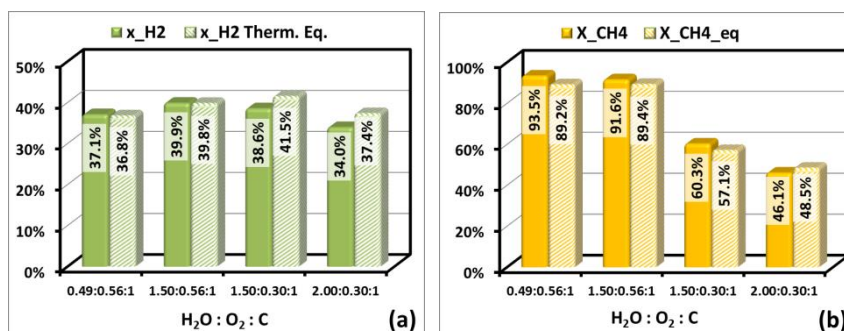 x_H2 x_H2 Therm. Eq.
50%
40%
30%
20%
10%
0%
37.1% 36.8% 39.9% 39.8% 38.6% 41.5% 34.0% 37.4%
0.49:0.56:1 1.50:0.56:1 1.50:0.30:1 2.00:0.30:1
H₂O : O₂ : C (a)
X_CH4 X_CH4_eq
100%
80%
60%
40%
20%
0%
93.5% 89.2% 91.6% 89.4% 60.3% 57.1% 46.1% 48.5%
0.49:0.56:1 1.50:0.56:1 1.50:0.30:1 2.00:0.30:1
H₂O : O₂ : C (b)